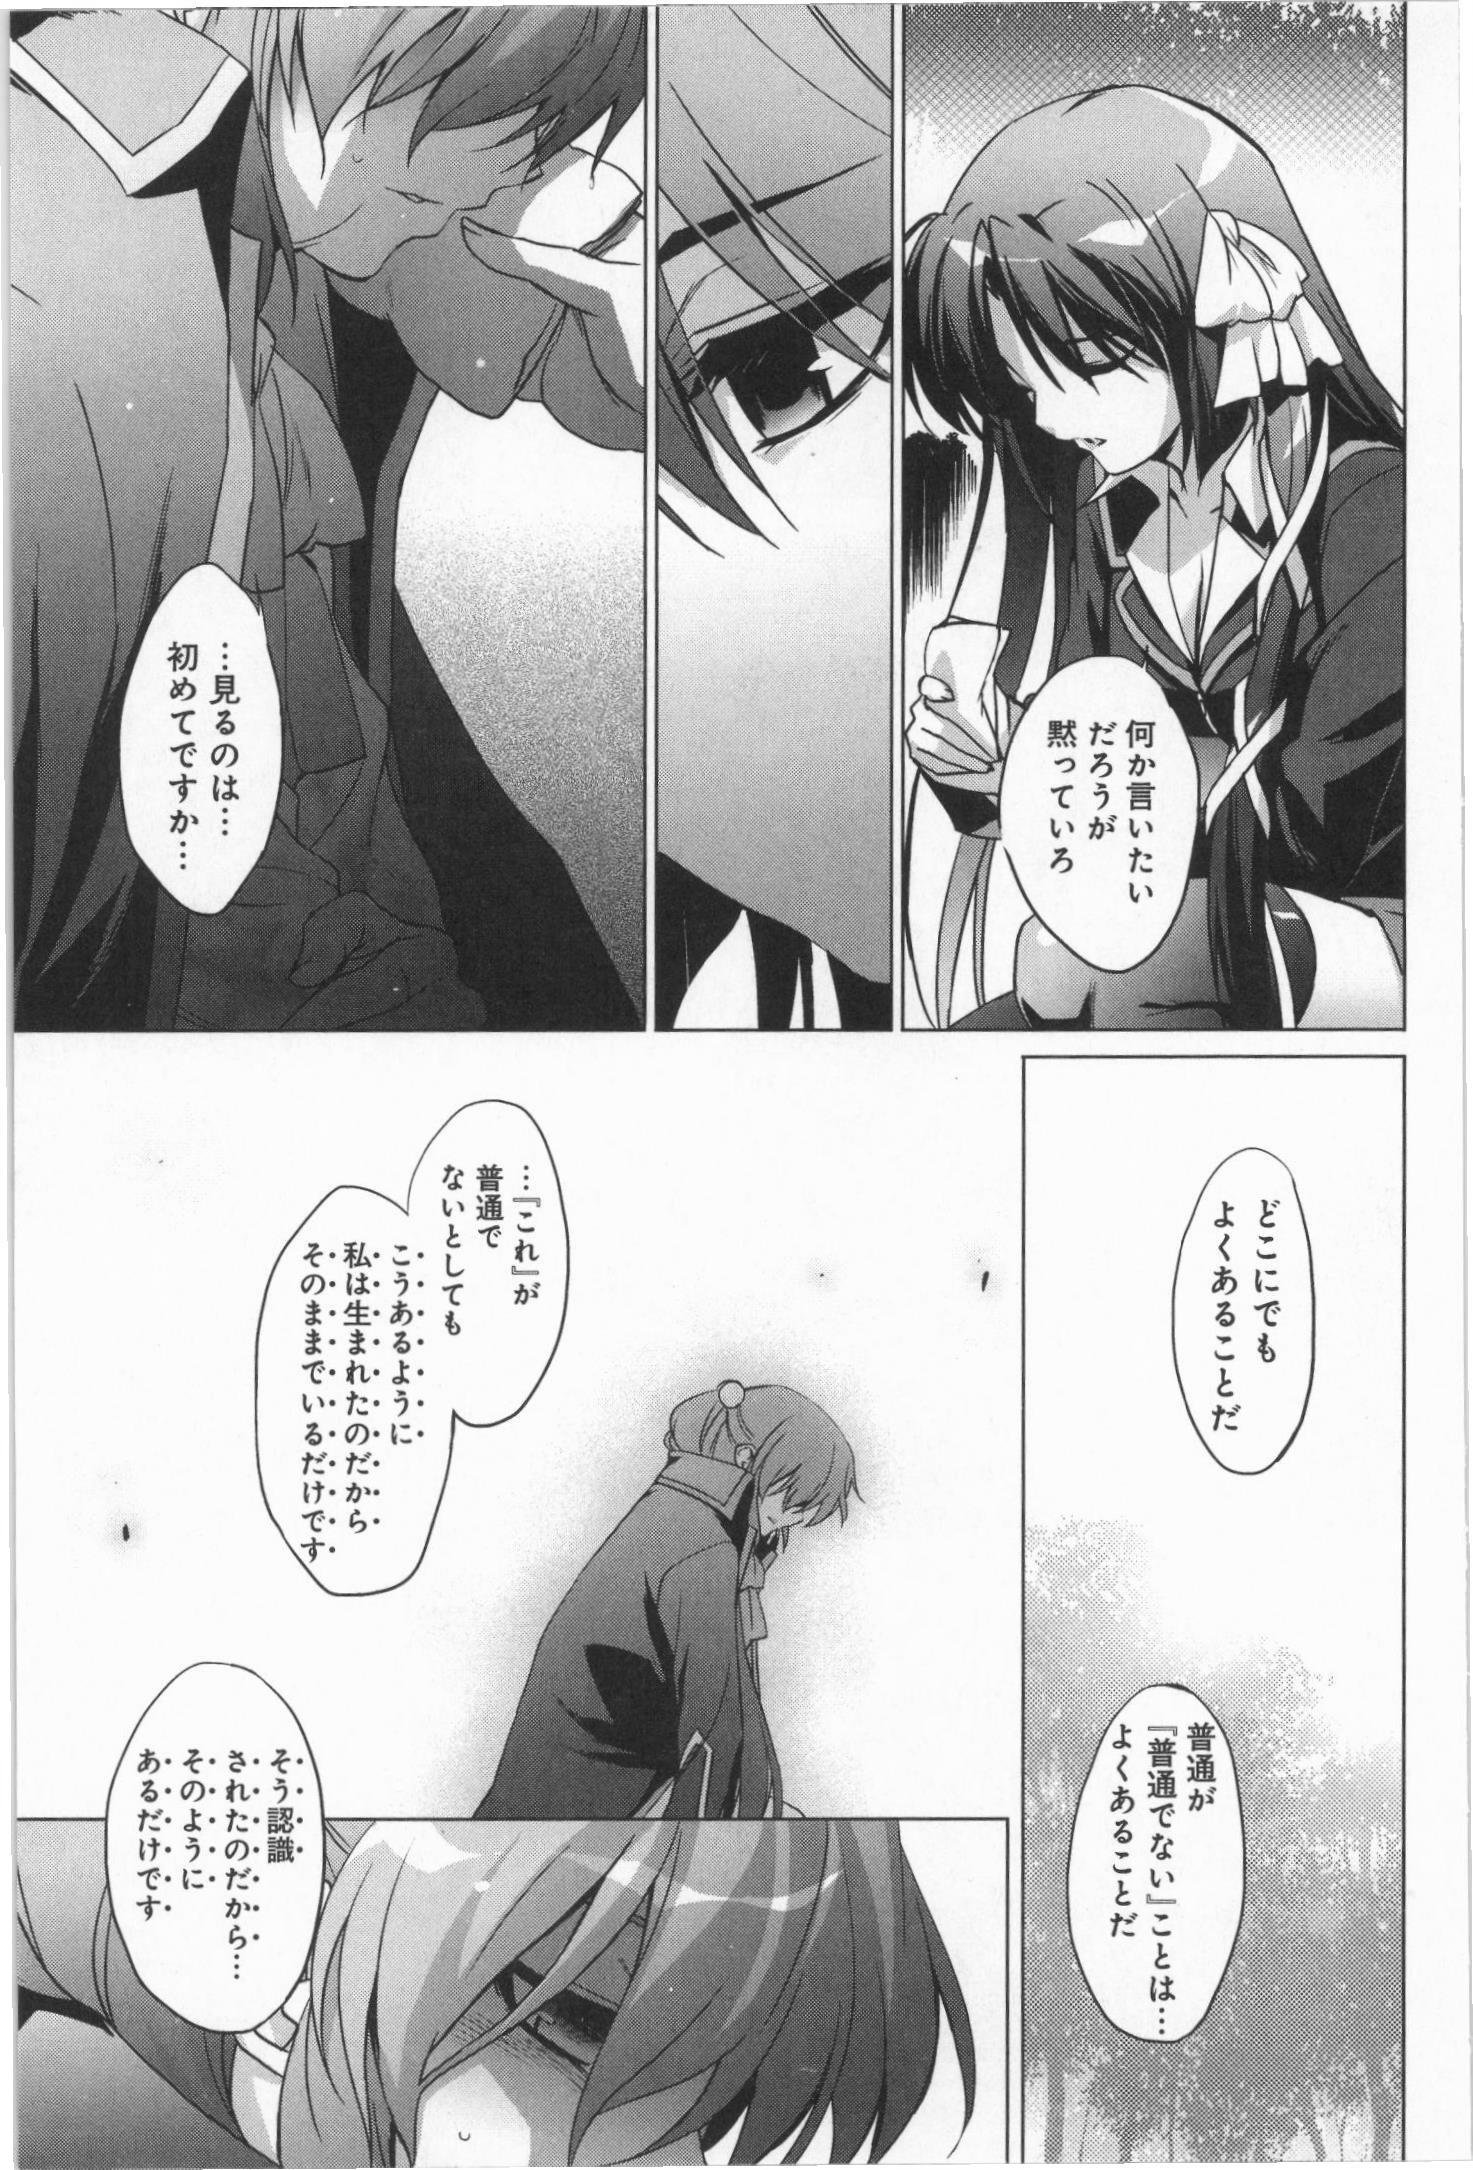 何か言いたい
だろうが
黙っていろ
…見るのは…
初めてですか…
どこにでも
よくあることだ
普通が
『普通でない』ことは…
よくあることだ
…『これ』が
普通で
ないとしても
こうあるように
私は生まれたのだから
そのままでいるだけです
そう認識
されたのだから…
そのように
あるだけです